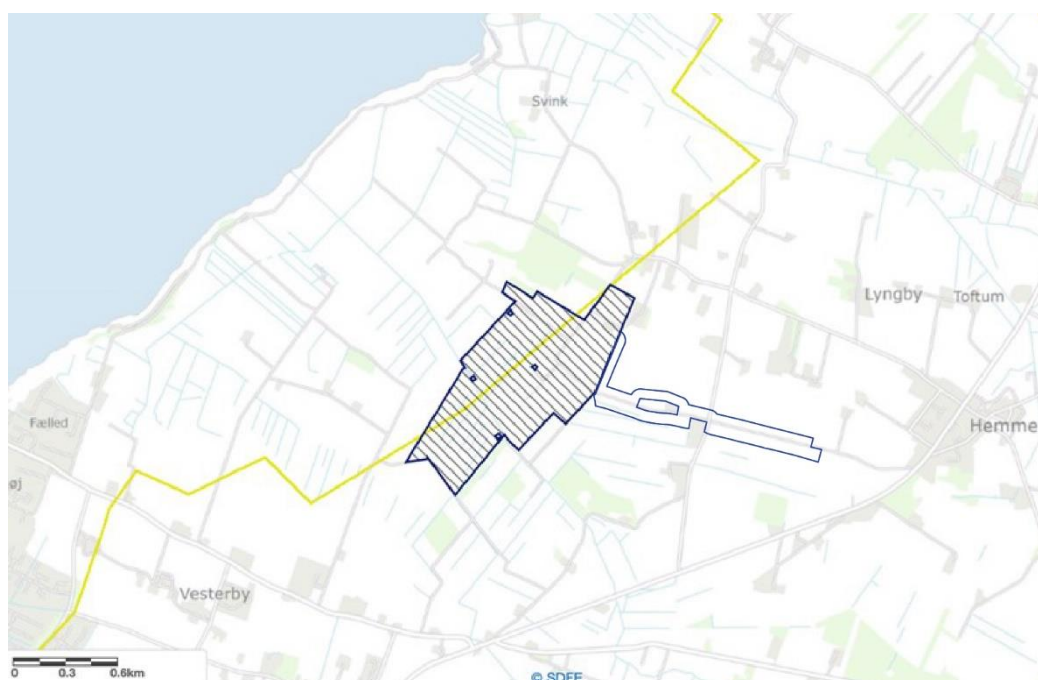 Svink
Lyngby
Toftum
Fælled
Hemme
øj
Vesterby
0 0.3 0.6km
© SDFE